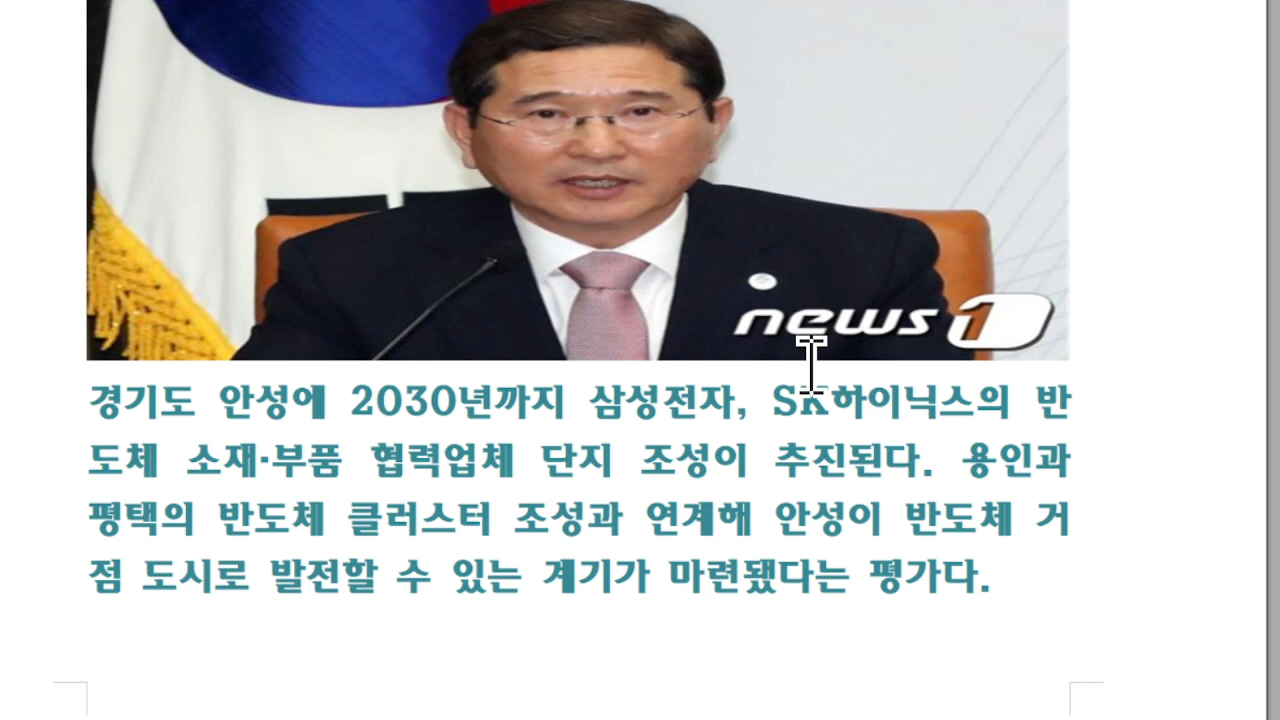 news1
경기도 안성에 2030년까지 삼성전자, SK하이닉스의 반
도체 소재·부품 협력업체 단지 조성이 추진된다. 용인과
평택의 반도체 클러스터 조성과 연계해 안성이 반도체 거
점 도시로 발전할 수 있는 계기가 마련됐다는 평가다.